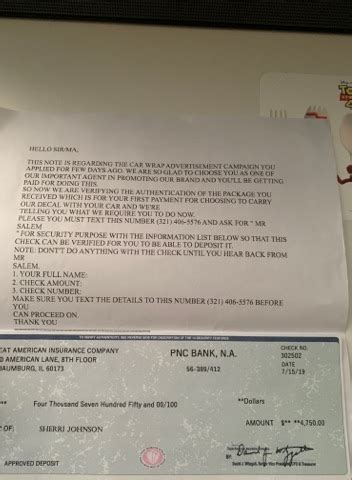 HELLO SIR/MA,
THIS NOTE IS REGARDING THE CAR WRAP ADVERTISEMENT CAMPAIGN YOU
APPLIED FOR FEW DAYS AGO. WE ARE SO GLAD TO CHOOSE YOU AS ONE OF
OUR IMPORTANT AGENT IN PROMOTING OUR BRAND AND YOU'LL BE GETTING
PAID FOR DOING THIS.
SO NOW WE ARE VERIFYING THE AUTHENTICATION OF THE PACKAGE YOU
RECEIVED WHICH IS FOR YOUR FIRST PAYMENT FOR CHOOSING TO CARRY
OUR DECAL WITH YOUR CAR AND WE'RE
TELLING YOU WHAT WE REQUIRE YOU TO DO NOW.
PLEASE YOU MUST TEXT THIS NUMBER (321) 406-5576 AND ASK FOR " MR
SALEM
" FOR SECURITY PURPOSE WITH THE INFORMATION LIST BELOW SO THAT THIS
CHECK CAN BE VERIFIED FOR YOU TO BE ABLE TO DEPOSIT IT.
NOTE: DONT'T DO ANYTHING WITH THE CHECK UNTIL YOU HEAR BACK FROM
MR
SALEM.
1. YOUR FULL NAME:
2. CHECK AMOUNT:
3. CHECK NUMBER:
MAKE SURE YOU TEXT THE DETAILS TO THIS NUMBER (321) 406-5576 BEFORE
YOU
CAN PROCEED ON.
THANK YOU
EAT AMERICAN INSURANCE COMPANY
AMERICAN LANE, 8TH FLOOR
AUMBURG, IL 60173
PNC BANK, N.A.
56-389/412
CHECK NO.
302502
DATE
7/15/19
Four Thousand Seven Hundred Fifty and 00/100
**Dollars
AMOUNT $** **4,750.00
OF
SHERRI JOHNSON
APPROVED DEPOSIT
BY